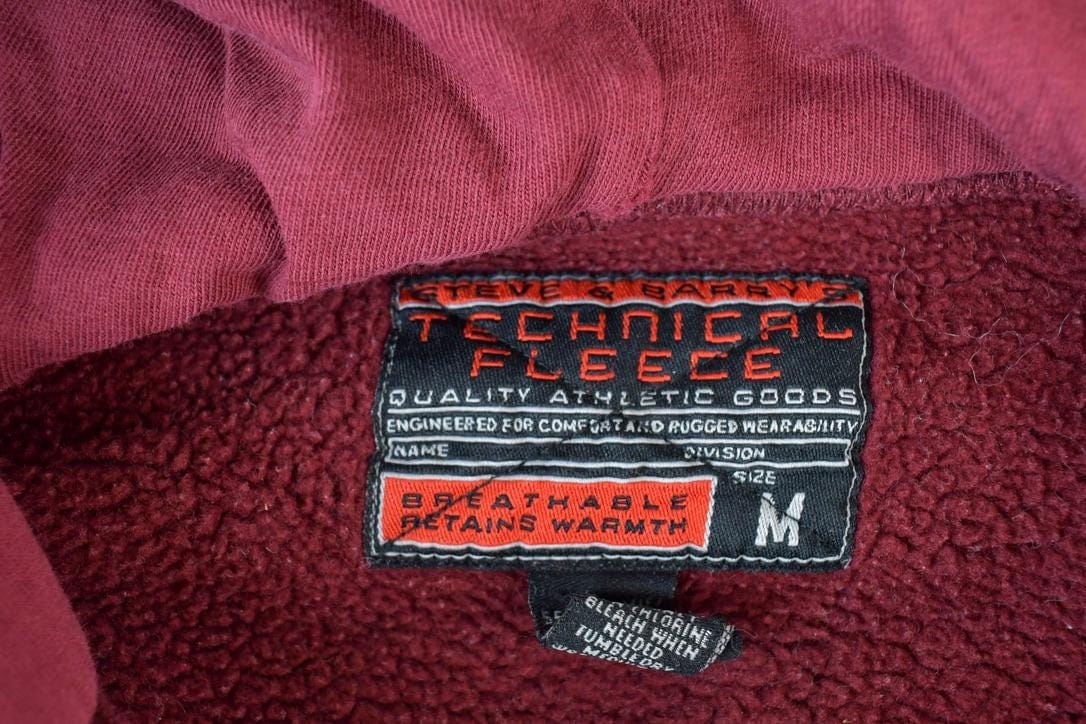 STEVE & BARRY'S
TECHNICAL
FLEECE
QUALITY ATHLETIC GOODS
ENGINEERED FOR COMFORT AND RUGGED WEARABILITY
NAME DIVISION
SIZE
BREATHABLE
RETAINS WARMTH
M
CHLORINE
BLEACH WHEN
NEEDED
TUMBLE DRY